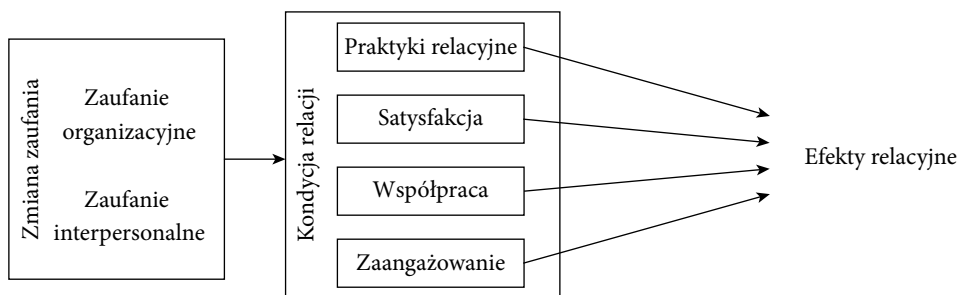 Zmiana zaufania
Zaufanie
organizacyjne
Zaufanie
interpersonalne
Kondycja relacji
Praktyki relacyjne
Satysfakcja
Współpraca
Zaangażowanie
Efekty relacyjne